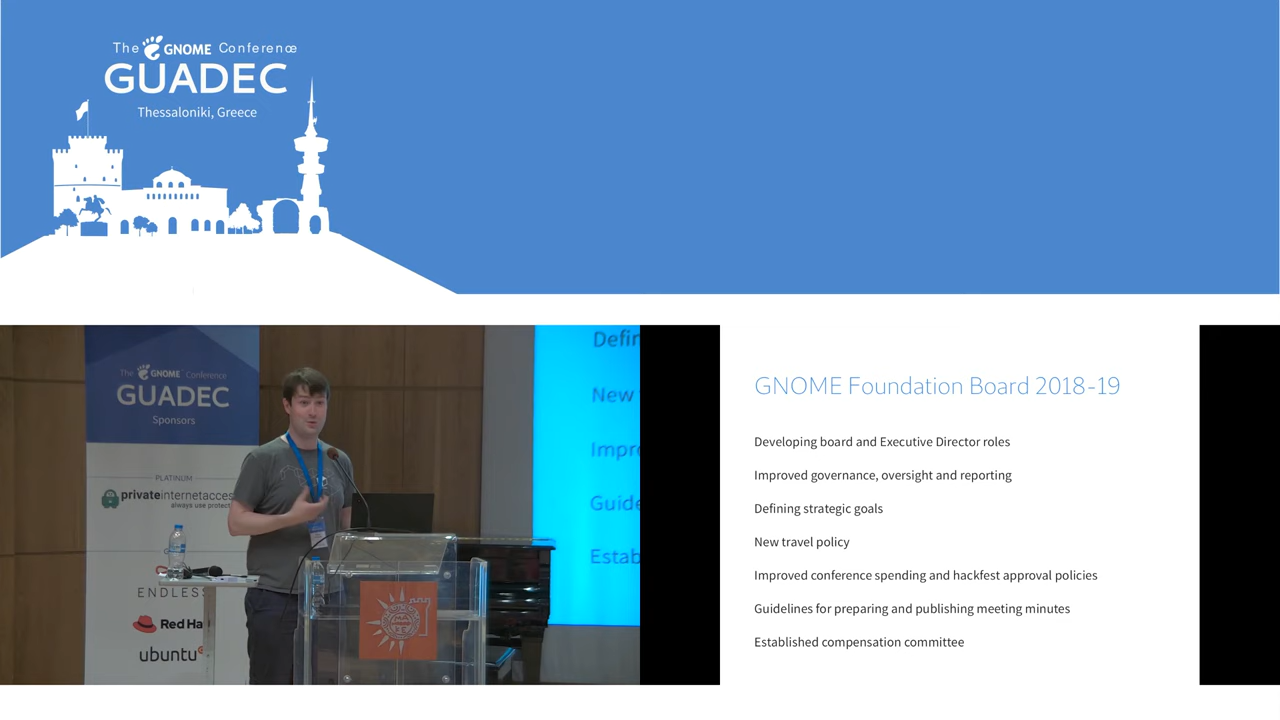 The GNOME Conference
GUADEC
Thessaloniki, Greece
The GNOME Conference
GUADEC
Sponsors
PLATINUM
privateinternetacces
always use protect
ENDLESS
Red Ha
ubuntu
Defin
New
Impro
Guide
Estab
GNOME Foundation Board 2018-19
Developing board and Executive Director roles
Improved governance, oversight and reporting
Defining strategic goals
New travel policy
Improved conference spending and hackfest approval policies
Guidelines for preparing and publishing meeting minutes
Established compensation committee